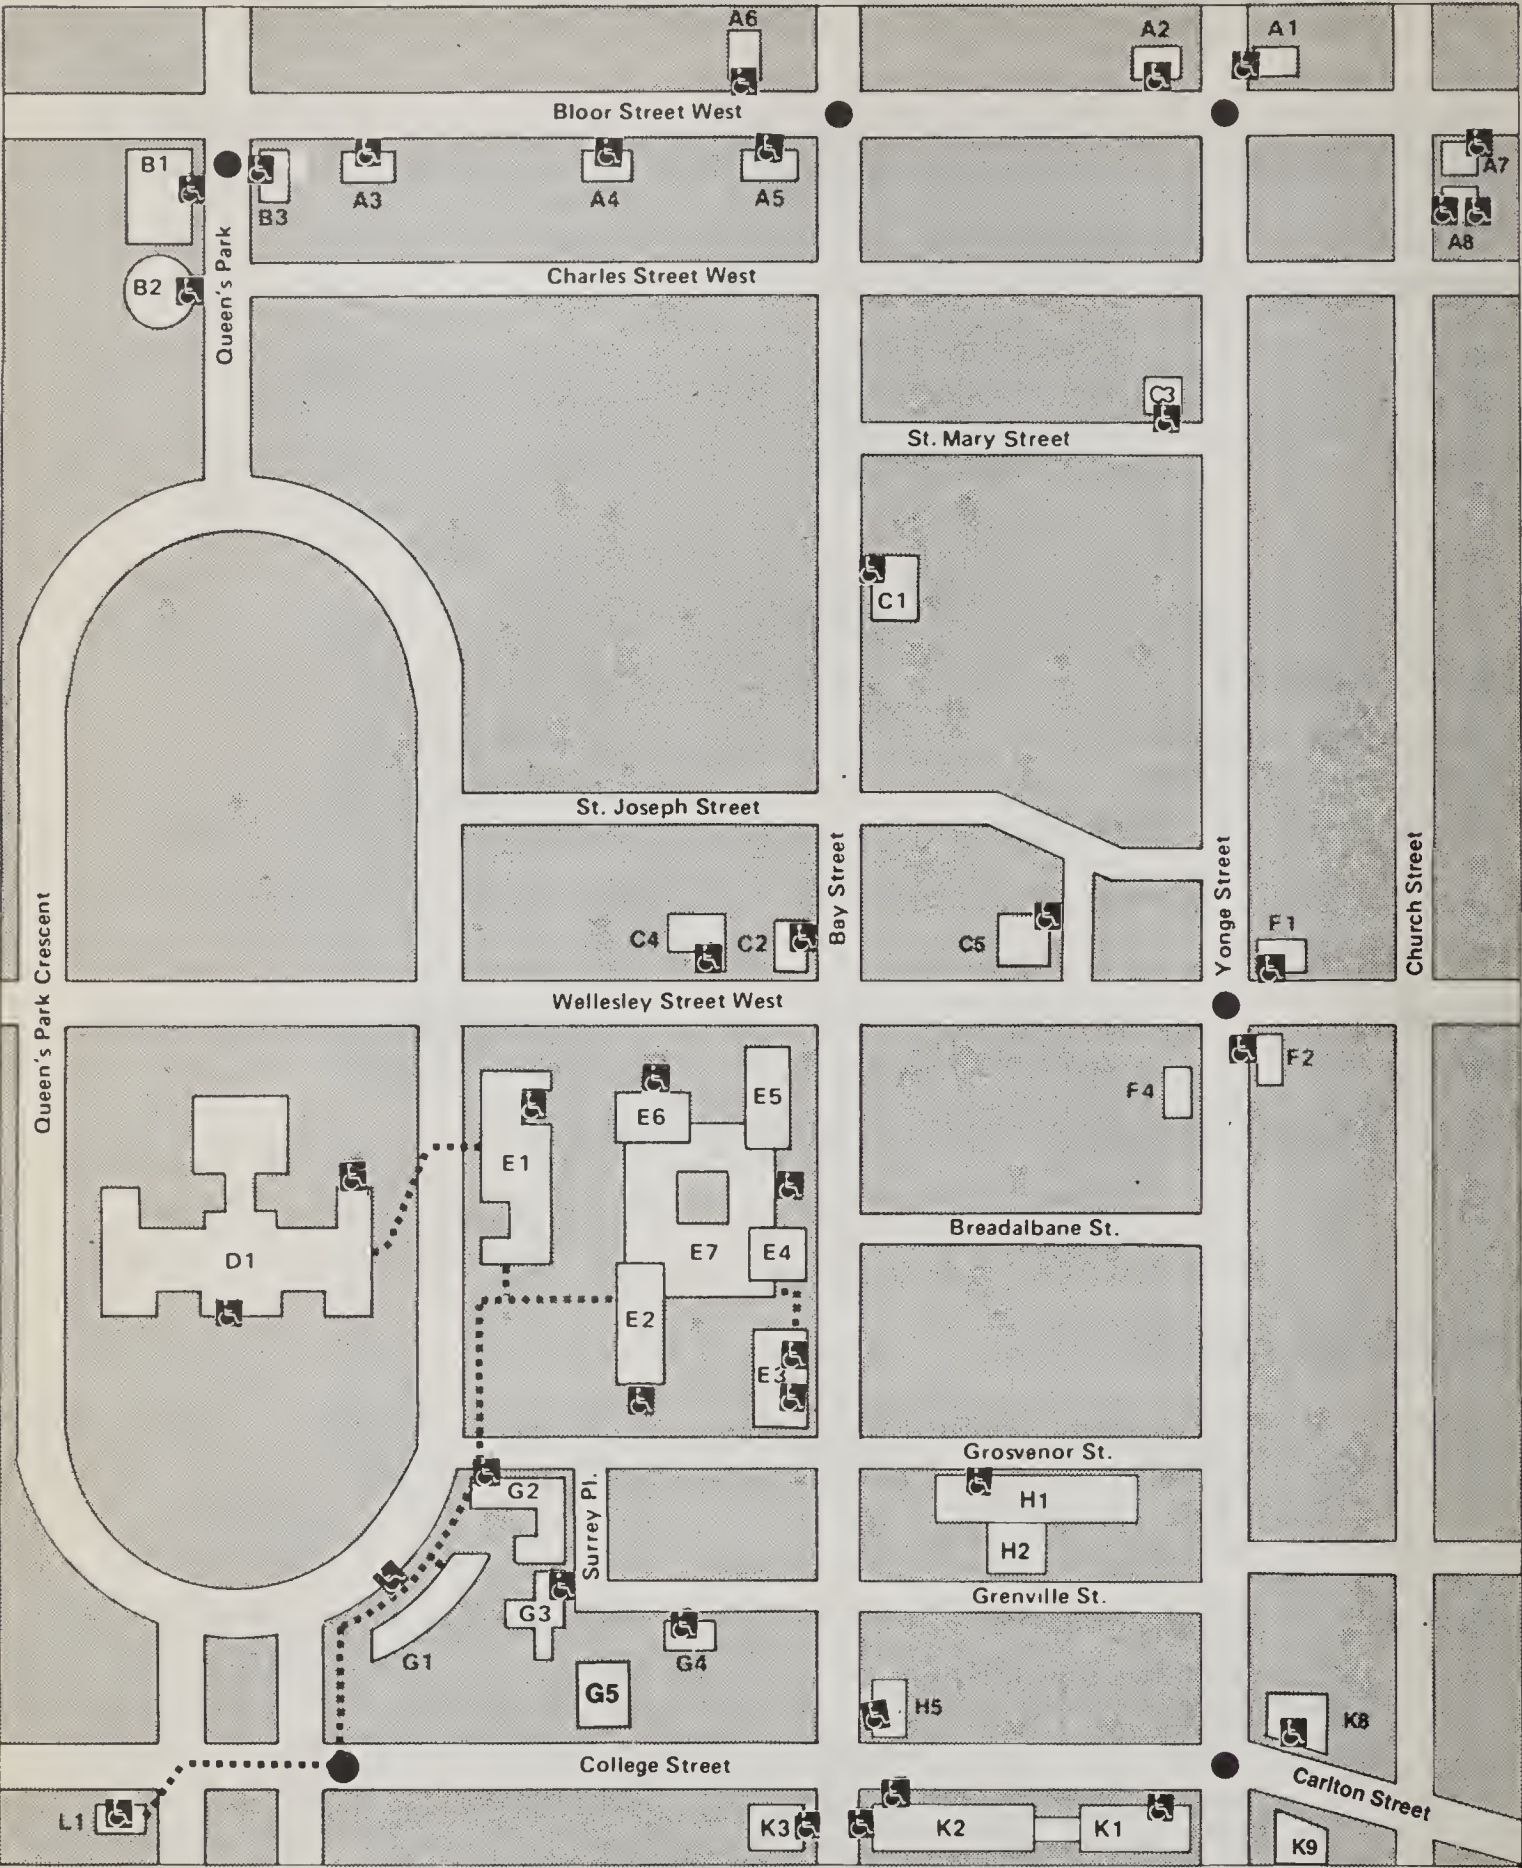 A6
A2
A1
Bloor Street West
B1
B3
A3
A4
A5
A7
A8
Queen's Park
Charles Street West
B2
C3
St. Mary Street
C1
St. Joseph Street
Bay Street
Yonge Street
Church Street
Queen's Park Crescent
C4
C2
C5
F1
Wellesley Street West
F2
F4
E5
E6
E1
D1
E7
E4
Breadalbane St.
E2
E3
Grosvenor St.
G2
Surrey Pl.
H1
H2
Grenville St.
G3
G1
G4
G5
H5
K8
College Street
Carlton Street
L1
K3
K2
K1
K9